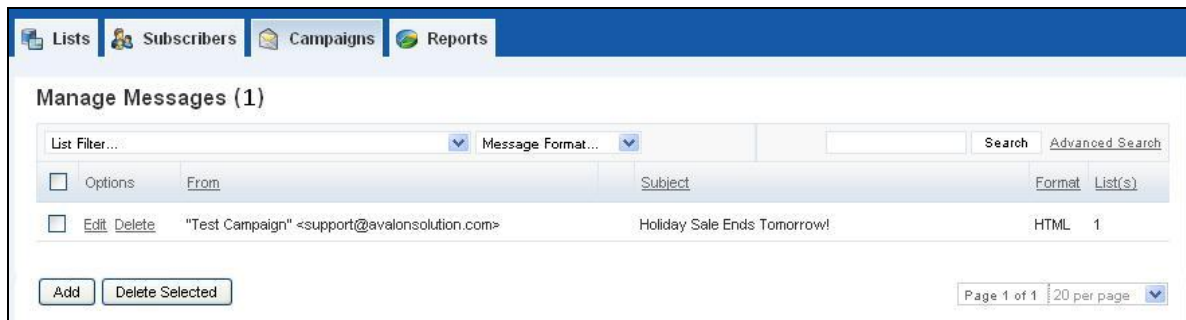 Lists Subscribers Campaigns Reports
Manage Messages (1)
List Filter... Message Format... Search Advanced Search
Options From Subject Format List(s)
Edit Delete "Test Campaign" <support@avalonsolution.com> Holiday Sale Ends Tomorrow! HTML 1
Add Delete Selected Page 1 of 1 20 per page